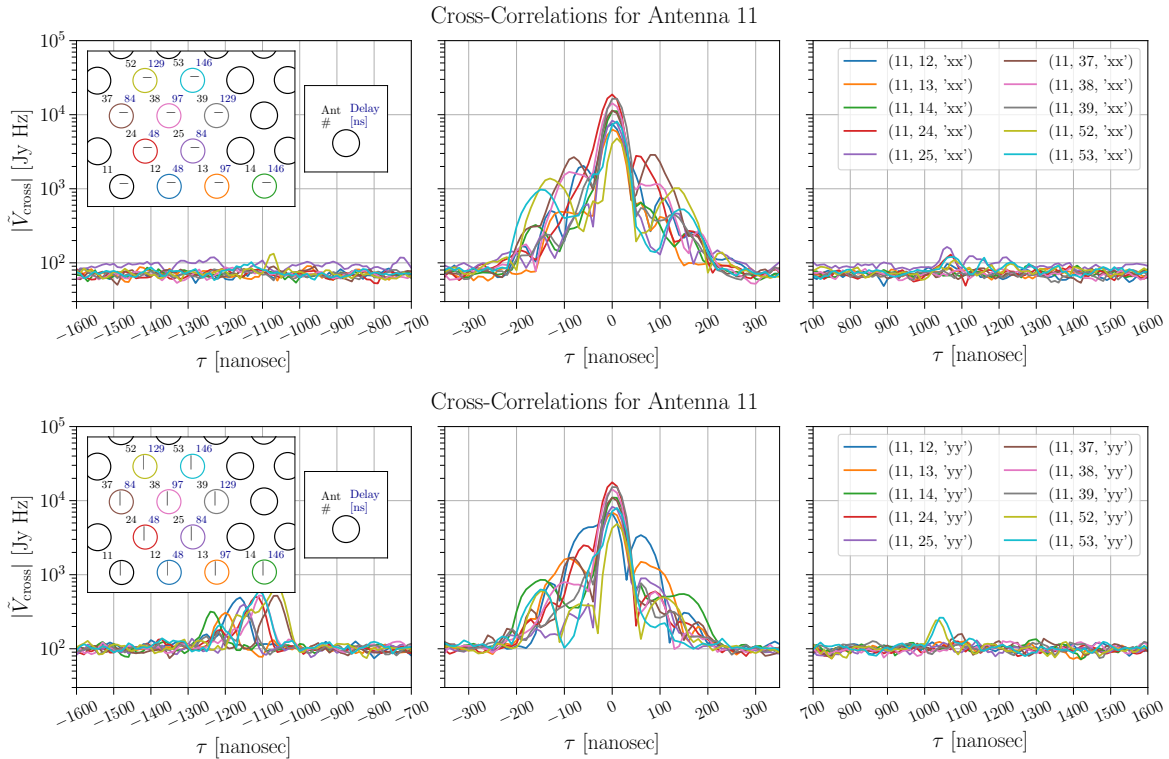 Cross-Correlations for Antenna 11
|Ṽcross| [Jy Hz]
10^5
10^4
10^3
10^2
52 129 53 146
37 84 38 97 39 129
24 48 25 84
11 12 48 13 97 14 146
Ant Delay
# [ns]
(11, 12, 'xx') (11, 37, 'xx')
(11, 13, 'xx') (11, 38, 'xx')
(11, 14, 'xx') (11, 39, 'xx')
(11, 24, 'xx') (11, 52, 'xx')
(11, 25, 'xx') (11, 53, 'xx')
−1600 −1500 −1400 −1300 −1200 −1100 −1000 −900 −800 −700
−300 −200 −100 0 100 200 300
700 800 900 1000 1100 1200 1300 1400 1500 1600
τ [nanosec] τ [nanosec] τ [nanosec]
Cross-Correlations for Antenna 11
|Ṽcross| [Jy Hz]
10^5
10^4
10^3
10^2
52 129 53 146
37 84 38 97 39 129
24 48 25 84
11 12 48 13 97 14 146
Ant Delay
# [ns]
(11, 12, 'yy') (11, 37, 'yy')
(11, 13, 'yy') (11, 38, 'yy')
(11, 14, 'yy') (11, 39, 'yy')
(11, 24, 'yy') (11, 52, 'yy')
(11, 25, 'yy') (11, 53, 'yy')
−1600 −1500 −1400 −1300 −1200 −1100 −1000 −900 −800 −700
−300 −200 −100 0 100 200 300
700 800 900 1000 1100 1200 1300 1400 1500 1600
τ [nanosec] τ [nanosec] τ [nanosec]